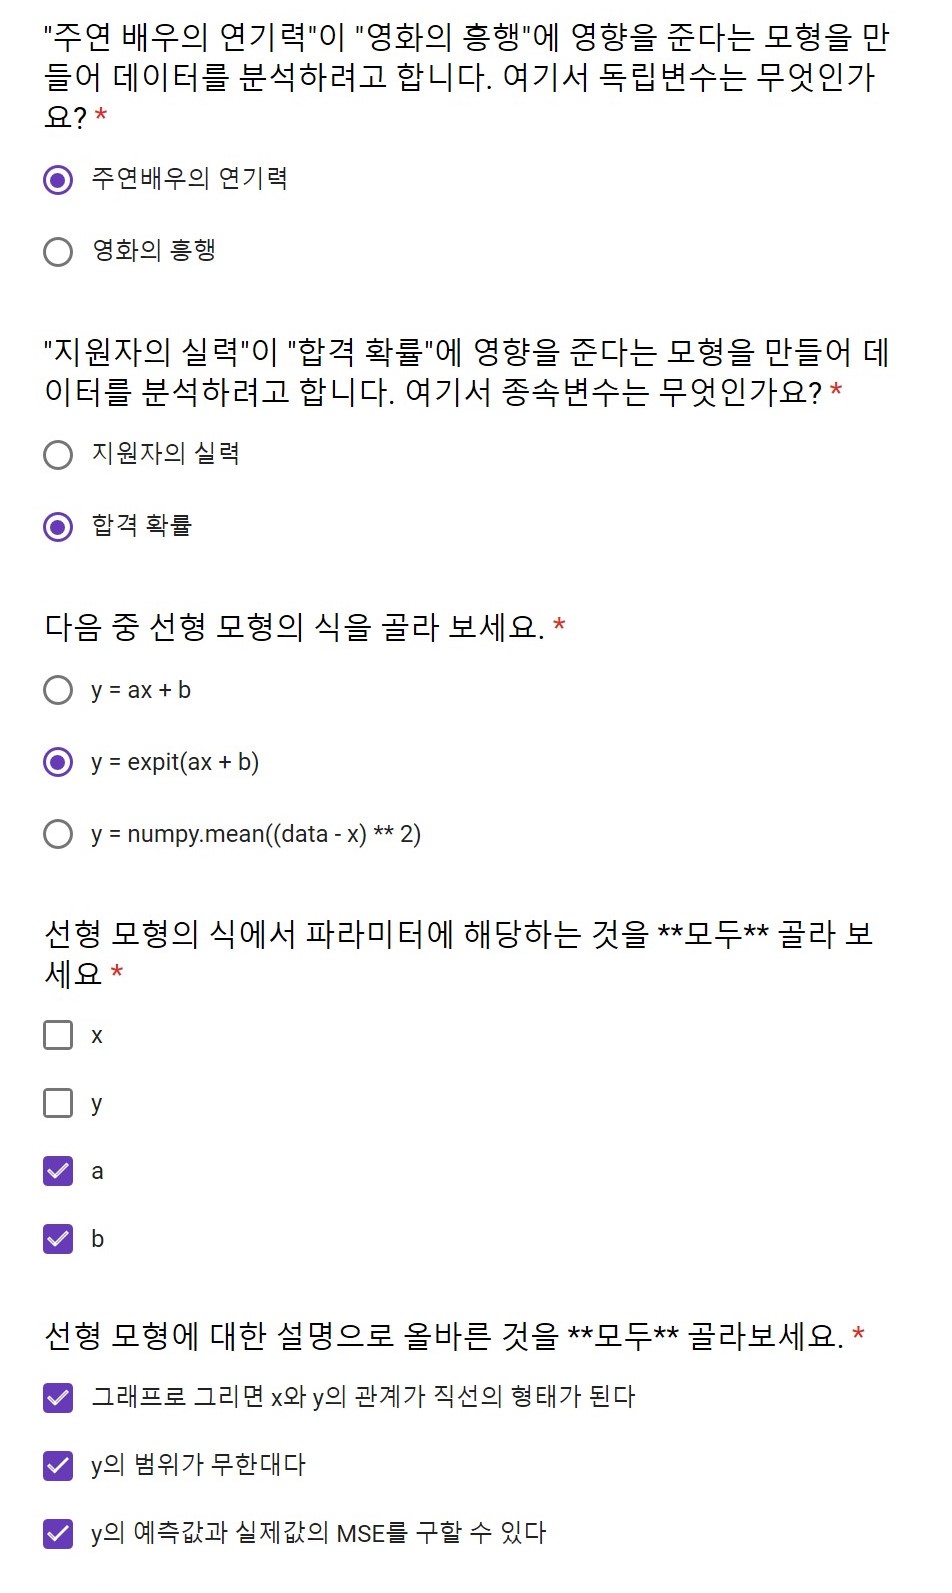 "주연 배우의 연기력"이 "영화의 흥행"에 영향을 준다는 모형을 만
들어 데이터를 분석하려고 합니다. 여기서 독립변수는 무엇인가
요? *
주연배우의 연기력
영화의 흥행
"지원자의 실력"이 "합격 확률"에 영향을 준다는 모형을 만들어 데
이터를 분석하려고 합니다. 여기서 종속변수는 무엇인가요? *
지원자의 실력
합격 확률
다음 중 선형 모형의 식을 골라 보세요. *
y = ax + b
y = expit(ax + b)
y = numpy.mean((data - x) ** 2)
선형 모형의 식에서 파라미터에 해당하는 것을 **모두** 골라 보
세요 *
x
y
a
b
선형 모형에 대한 설명으로 올바른 것을 **모두** 골라보세요. *
그래프로 그리면 x와 y의 관계가 직선의 형태가 된다
y의 범위가 무한대다
y의 예측값과 실제값의 MSE를 구할 수 있다